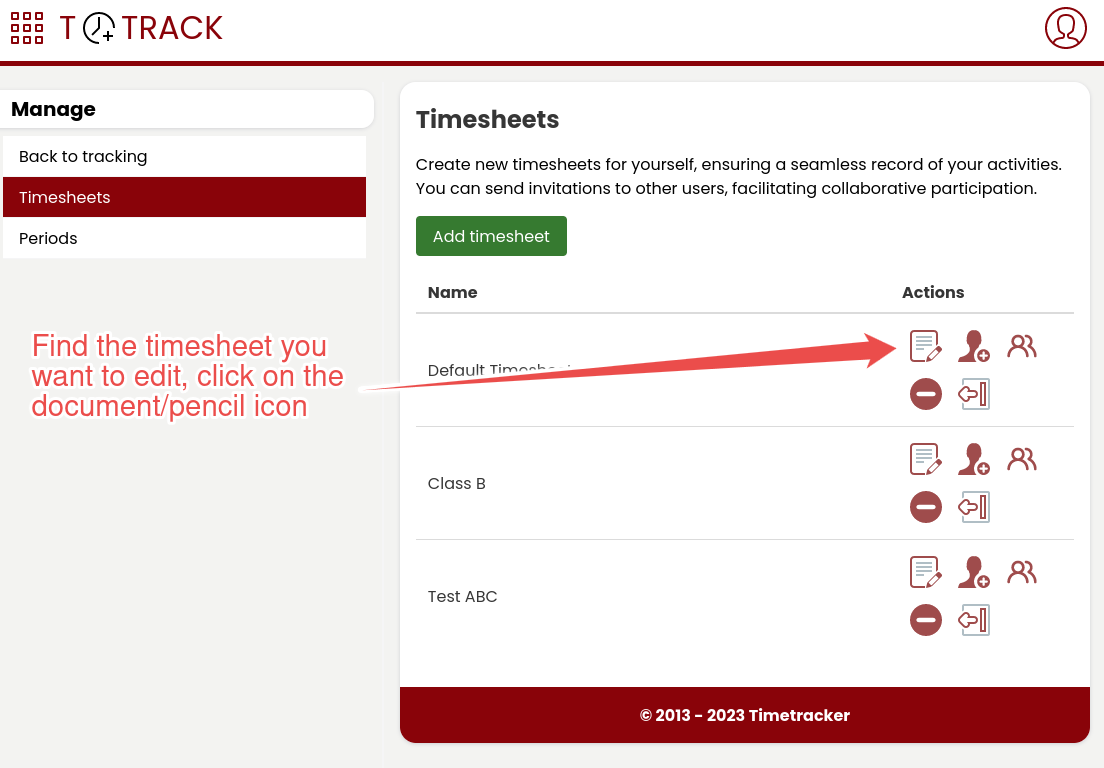 T TRACK
Manage
Back to tracking
Timesheets
Periods
Find the timesheet you
want to edit, click on the
document/pencil icon
Timesheets
Create new timesheets for yourself, ensuring a seamless record of your activities.
You can send invitations to other users, facilitating collaborative participation.
Add timesheet
Name Actions
Default Timesheet
Class B
Test ABC
© 2013 - 2023 Timetracker